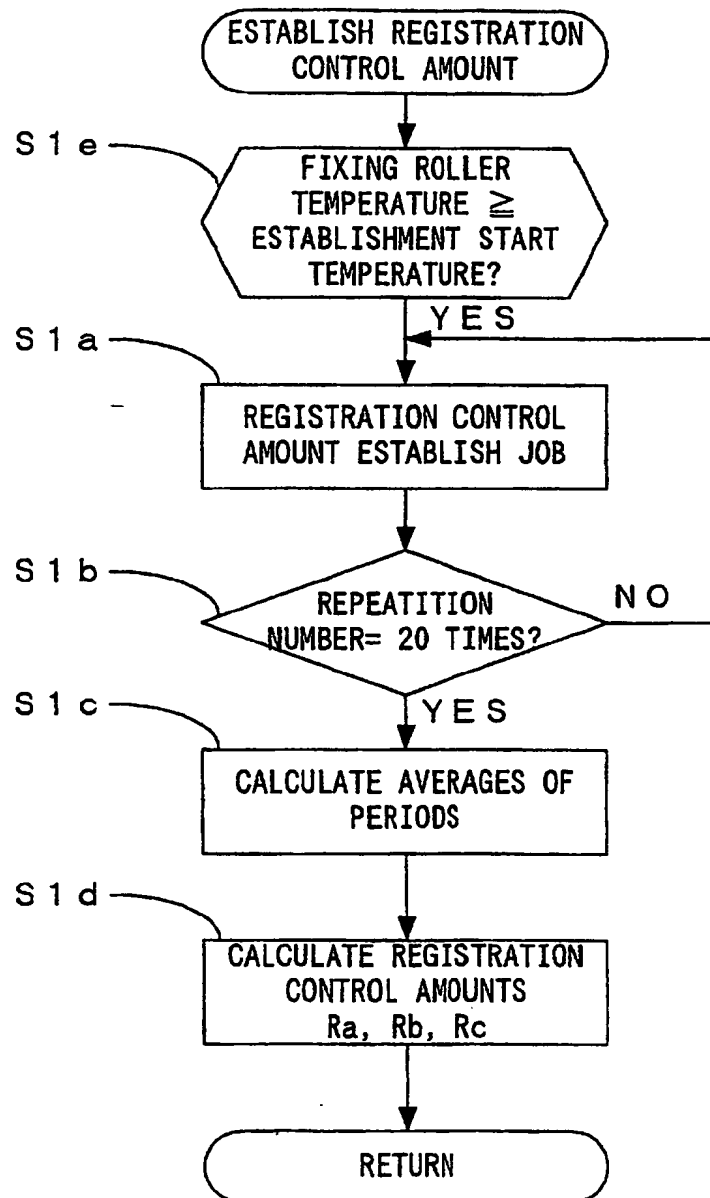 ESTABLISH REGISTRATION
CONTROL AMOUNT
S1e
FIXING ROLLER
TEMPERATURE ≧
ESTABLISHMENT START
TEMPERATURE?
YES
S1a
REGISTRATION CONTROL
AMOUNT ESTABLISH JOB
S1b
REPEATITION
NUMBER= 20 TIMES?
NO
YES
S1c
CALCULATE AVERAGES OF
PERIODS
S1d
CALCULATE REGISTRATION
CONTROL AMOUNTS
Ra, Rb, Rc
RETURN